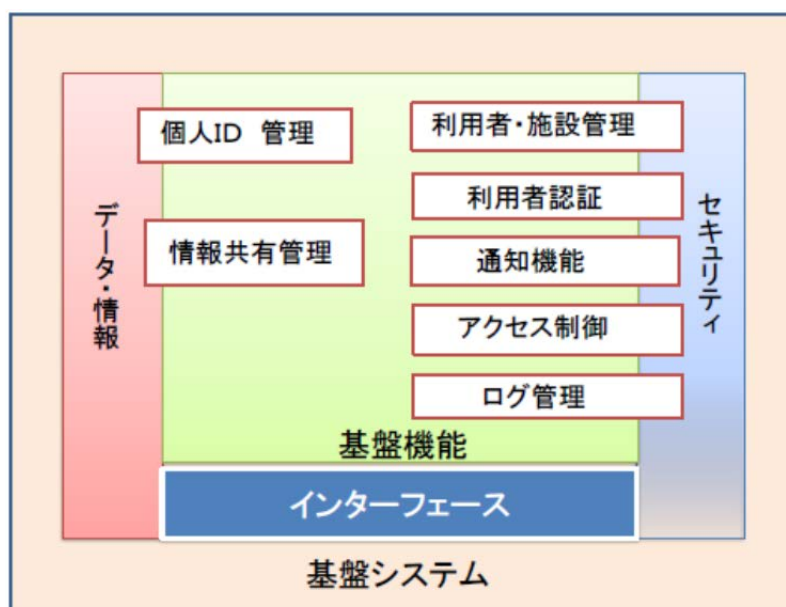 個人ID 管理
利用者・施設管理
利用者認証
情報共有管理
通知機能
アクセス制御
ログ管理
データ・情報
セキュリティ
基盤機能
インターフェース
基盤システム